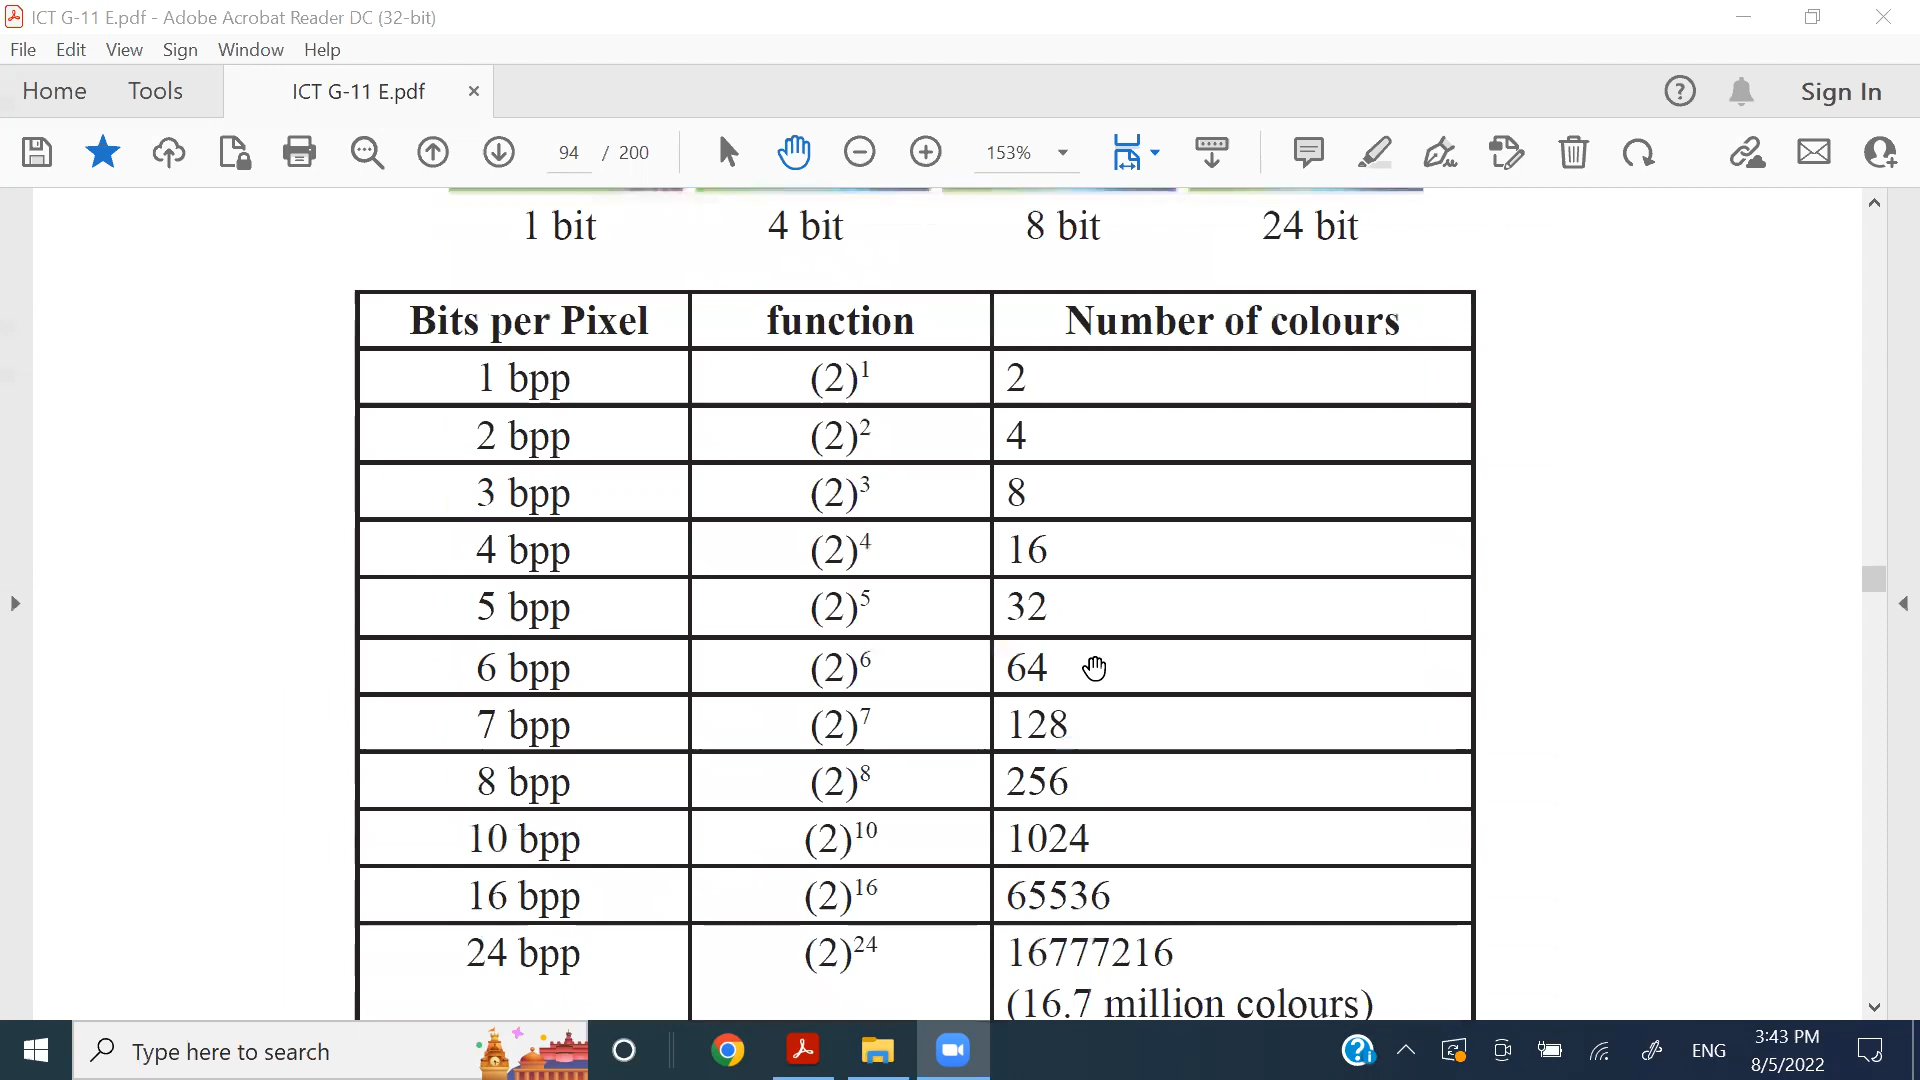 ICT G-11 E.pdf - Adobe Acrobat Reader DC (32-bit)
File Edit View Sign Window Help
Home Tools ICT G-11 E.pdf × ? Sign In
94 / 200 153%
1 bit 4 bit 8 bit 24 bit
Bits per Pixel function Number of colours
1 bpp (2)¹ 2
2 bpp (2)² 4
3 bpp (2)³ 8
4 bpp (2)⁴ 16
5 bpp (2)⁵ 32
6 bpp (2)⁶ 64
7 bpp (2)⁷ 128
8 bpp (2)⁸ 256
10 bpp (2)¹⁰ 1024
16 bpp (2)¹⁶ 65536
24 bpp (2)²⁴ 16777216
(16.7 million colours)
Type here to search
ENG
3:43 PM
8/5/2022